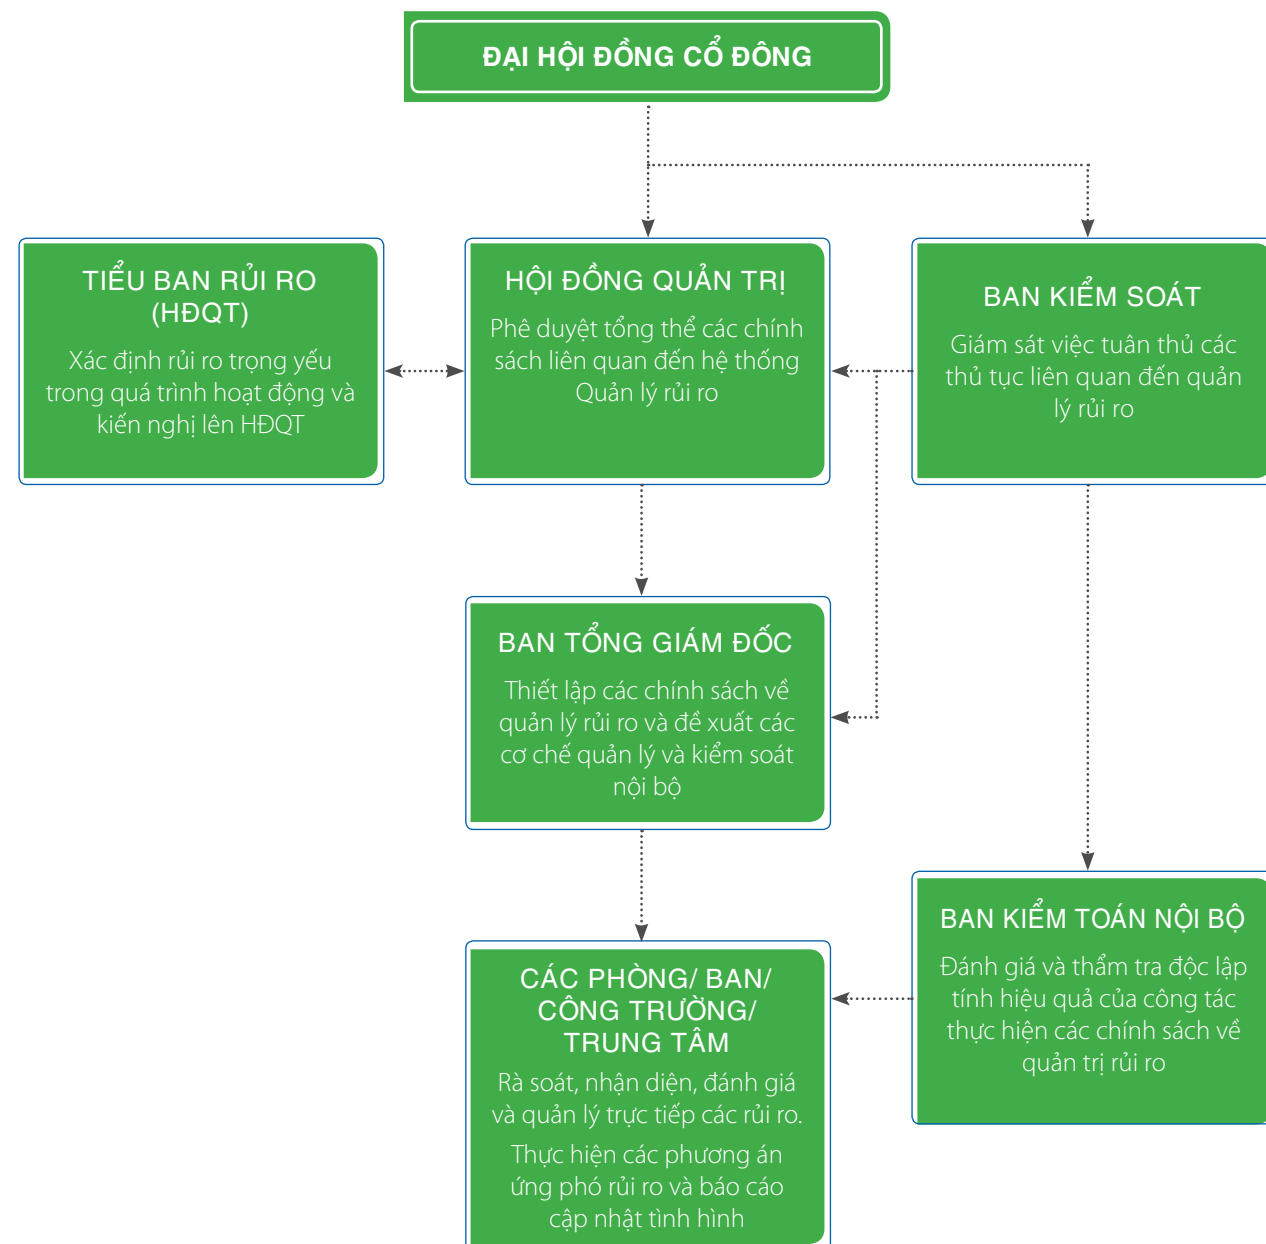 ĐẠI HỘI ĐỒNG CỔ ĐÔNG
TIỂU BAN RỦI RO
(HĐQT)
Xác định rủi ro trọng yếu
trong quá trình hoạt động và
kiến nghị lên HĐQT
HỘI ĐỒNG QUẢN TRỊ
Phê duyệt tổng thể các chính
sách liên quan đến hệ thống
Quản lý rủi ro
BAN KIỂM SOÁT
Giám sát việc tuân thủ các
thủ tục liên quan đến quản
lý rủi ro
BAN TỔNG GIÁM ĐỐC
Thiết lập các chính sách về
quản lý rủi ro và đề xuất các
cơ chế quản lý và kiểm soát
nội bộ
BAN KIỂM TOÁN NỘI BỘ
Đánh giá và thẩm tra độc lập
tính hiệu quả của công tác
thực hiện các chính sách về
quản trị rủi ro
CÁC PHÒNG/ BAN/
CÔNG TRƯỜNG/
TRUNG TÂM
Rà soát, nhận diện, đánh giá
và quản lý trực tiếp các rủi ro.
Thực hiện các phương án
ứng phó rủi ro và báo cáo
cập nhật tình hình